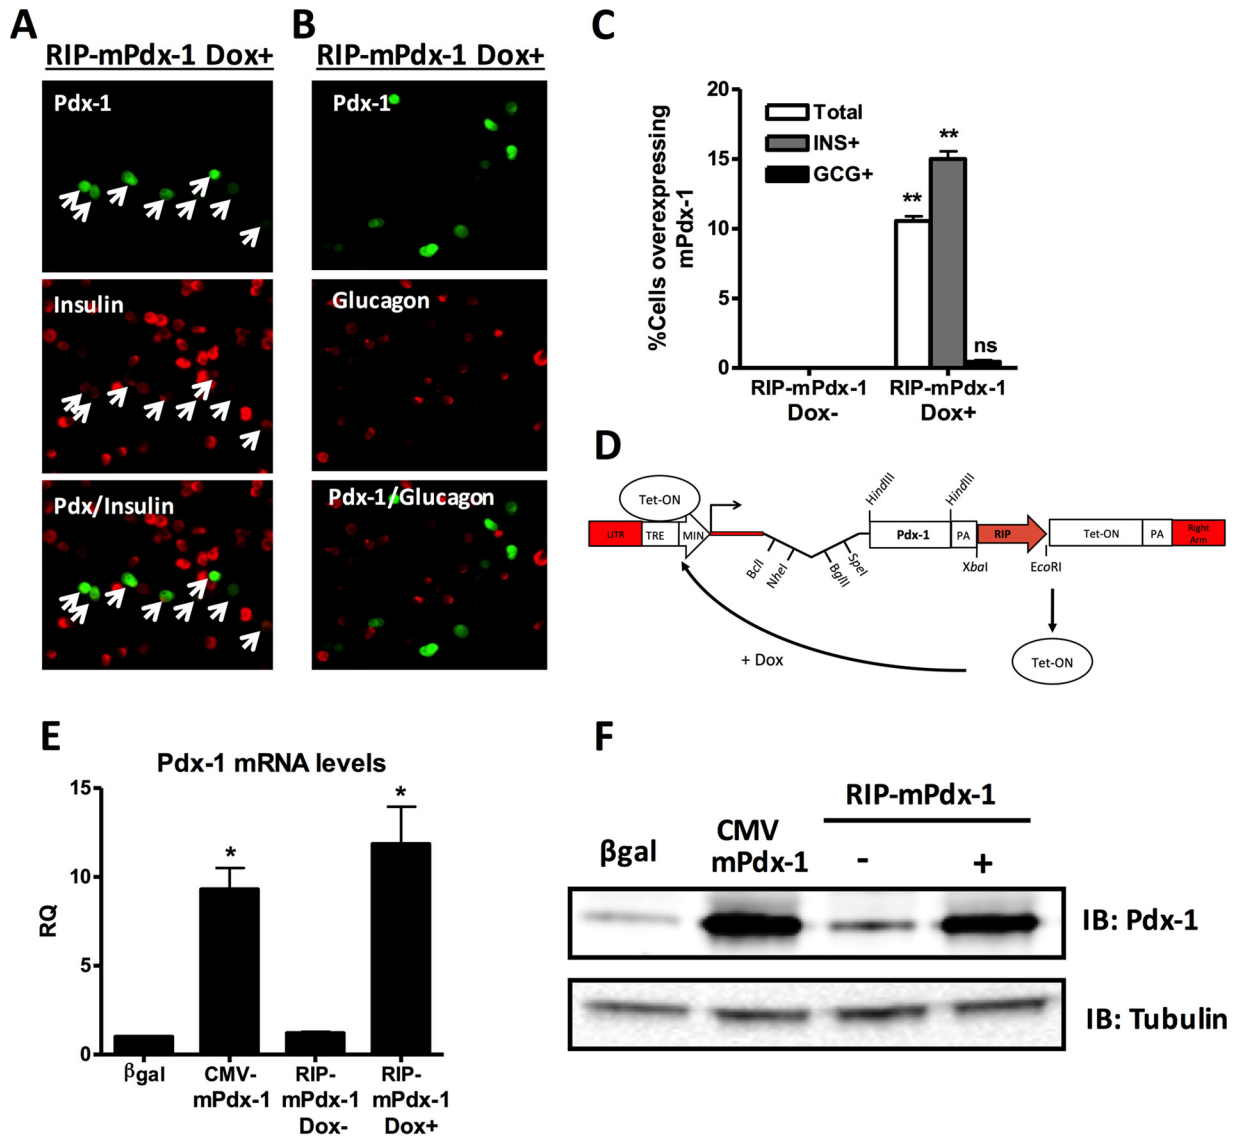 A
RIP-mPdx-1 Dox+
Pdx-1
Insulin
Pdx/Insulin
B
RIP-mPdx-1 Dox+
Pdx-1
Glucagon
Pdx-1/Glucagon
C
%Cells overexpressing
mPdx-1
20
15
10
5
0
Total
INS+
GCG+
**
**
ns
RIP-mPdx-1
Dox-
RIP-mPdx-1
Dox+
D
Tet-ON
LITR
TRE
MIN
BclI
NheI
BglII
SpeI
HindIII
HindIII
Pdx-1
PA
RIP
XbaI
EcoRI
Tet-ON
PA
Right
Arm
+ Dox
Tet-ON
E
Pdx-1 mRNA levels
RQ
15
10
5
0
*
*
βgal
CMV-
mPdx-1
RIP-
mPdx-1
Dox-
RIP-
mPdx-1
Dox+
F
βgal
CMV
mPdx-1
RIP-mPdx-1
-
+
IB: Pdx-1
IB: Tubulin